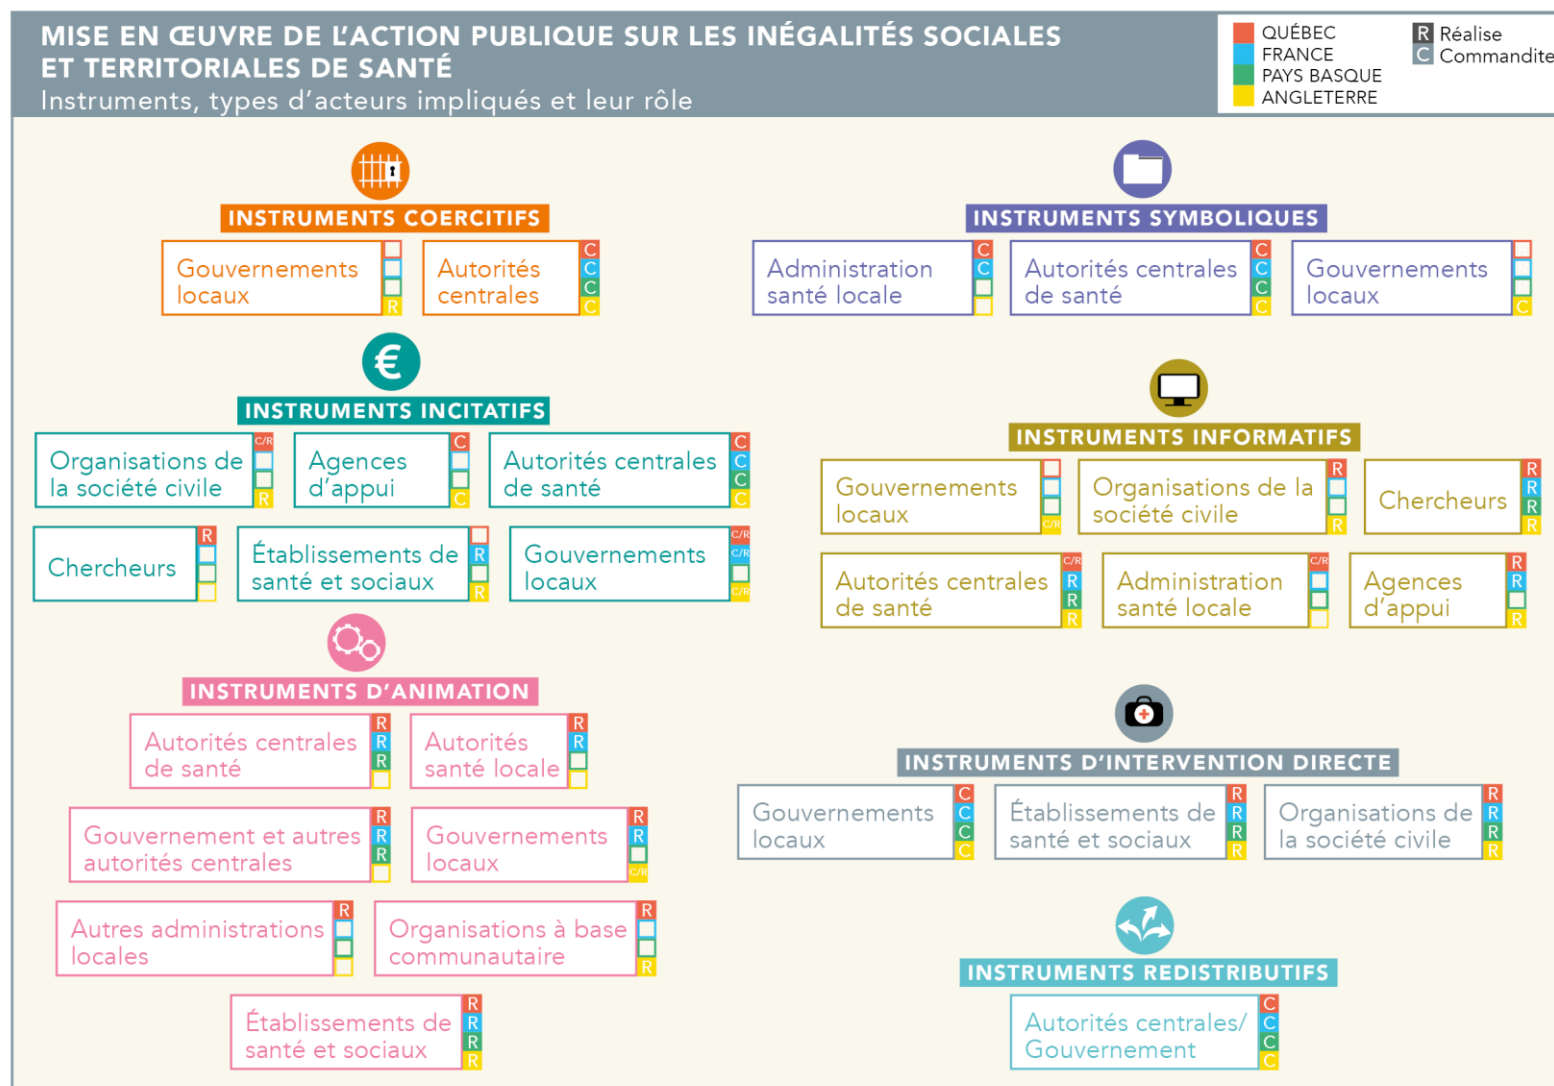 MISE EN ŒUVRE DE L'ACTION PUBLIQUE SUR LES INÉGALITÉS SOCIALES
ET TERRITORIALES DE SANTÉ
Instruments, types d'acteurs impliqués et leur rôle
QUÉBEC
FRANCE
PAYS BASQUE
ANGLETERRE
R Réalise
C Commandite
INSTRUMENTS COERCITIFS
Gouvernements
locaux
R
Autorités
centrales
C
C
C
C
INSTRUMENTS SYMBOLIQUES
Administration
santé locale
C
C
Autorités centrales
de santé
C
C
C
C
Gouvernements
locaux
C
INSTRUMENTS INCITATIFS
€
Organisations de
la société civile
C/R
R
Agences
d'appui
C
C
Autorités centrales
de santé
C
C
C
C
Chercheurs
R
Établissements de
santé et sociaux
R
R
Gouvernements
locaux
C/R
C/R
C/R
INSTRUMENTS INFORMATIFS
Gouvernements
locaux
C/R
Organisations de la
société civile
R
R
Chercheurs
R
R
R
R
Autorités centrales
de santé
C/R
R
R
R
Administration
santé locale
C/R
Agences
d'appui
R
R
R
INSTRUMENTS D'ANIMATION
Autorités centrales
de santé
R
R
R
Autorités
santé locale
R
R
Gouvernement et autres
autorités centrales
R
R
R
Gouvernements
locaux
R
R
C/R
Autres administrations
locales
R
Organisations à base
communautaire
R
R
Établissements de
santé et sociaux
R
R
R
R
INSTRUMENTS D'INTERVENTION DIRECTE
Gouvernements
locaux
C
C
C
C
Établissements de
santé et sociaux
R
R
R
R
Organisations de
la société civile
R
R
R
R
INSTRUMENTS REDISTRIBUTIFS
Autorités centrales/
Gouvernement
C
C
C
C